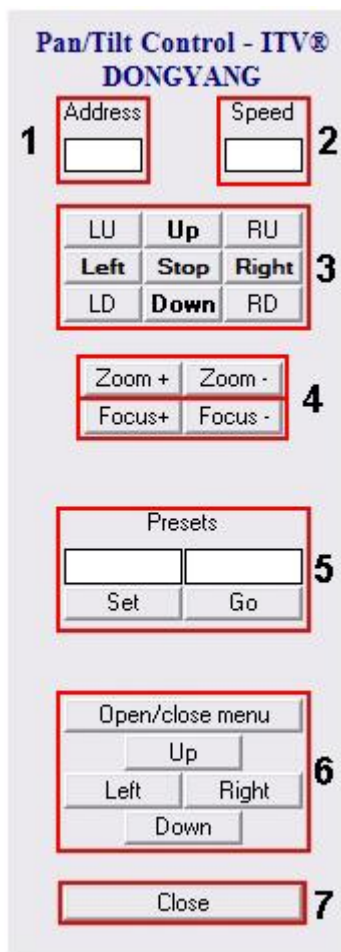 Pan/Tilt Control - ITV®
DONGYANG
1 Address Speed 2
LU Up RU
Left Stop Right 3
LD Down RD
Zoom + Zoom - 4
Focus+ Focus -
Presets
5
Set Go
Open/close menu
Up
6
Left Right
Down
Close 7